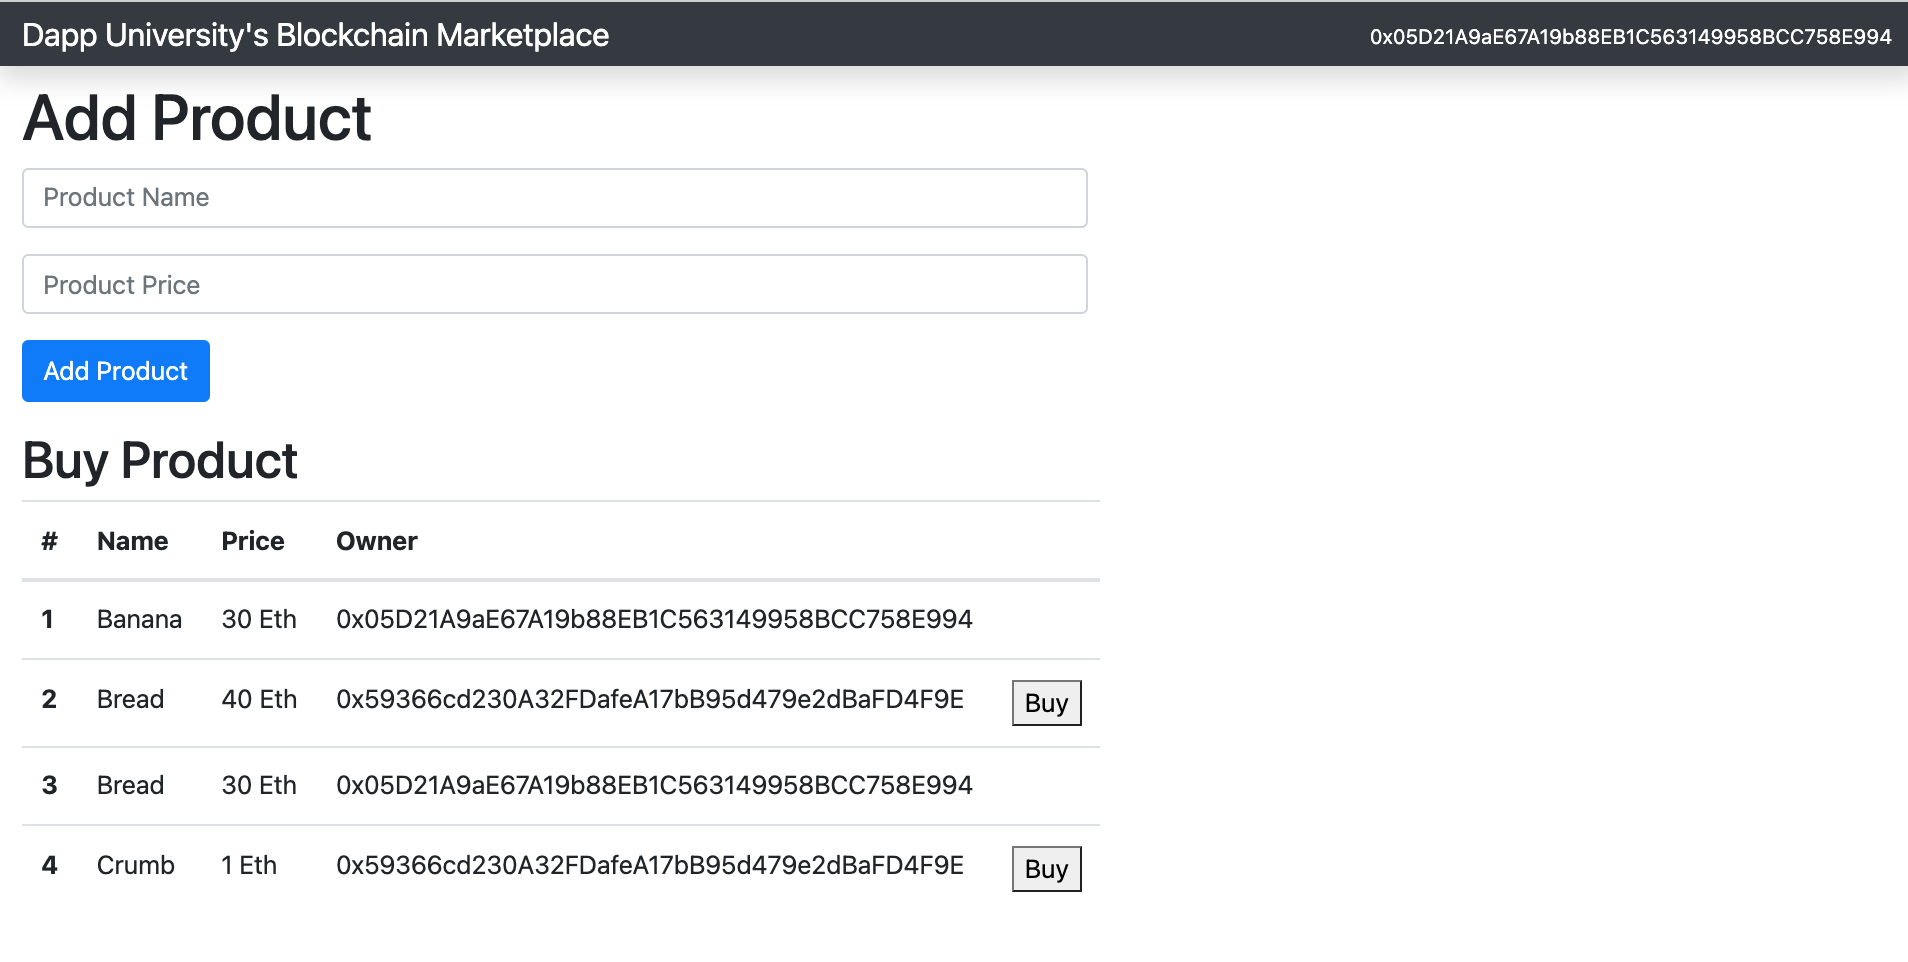 Dapp University's Blockchain Marketplace 0x05D21A9aE67A19b88EB1C563149958BCC758E994
Add Product
Product Name
Product Price
Add Product
Buy Product
# Name Price Owner
1 Banana 30 Eth 0x05D21A9aE67A19b88EB1C563149958BCC758E994
2 Bread 40 Eth 0x59366cd230A32FDafeA17bB95d479e2dBaFD4F9E Buy
3 Bread 30 Eth 0x05D21A9aE67A19b88EB1C563149958BCC758E994
4 Crumb 1 Eth 0x59366cd230A32FDafeA17bB95d479e2dBaFD4F9E Buy